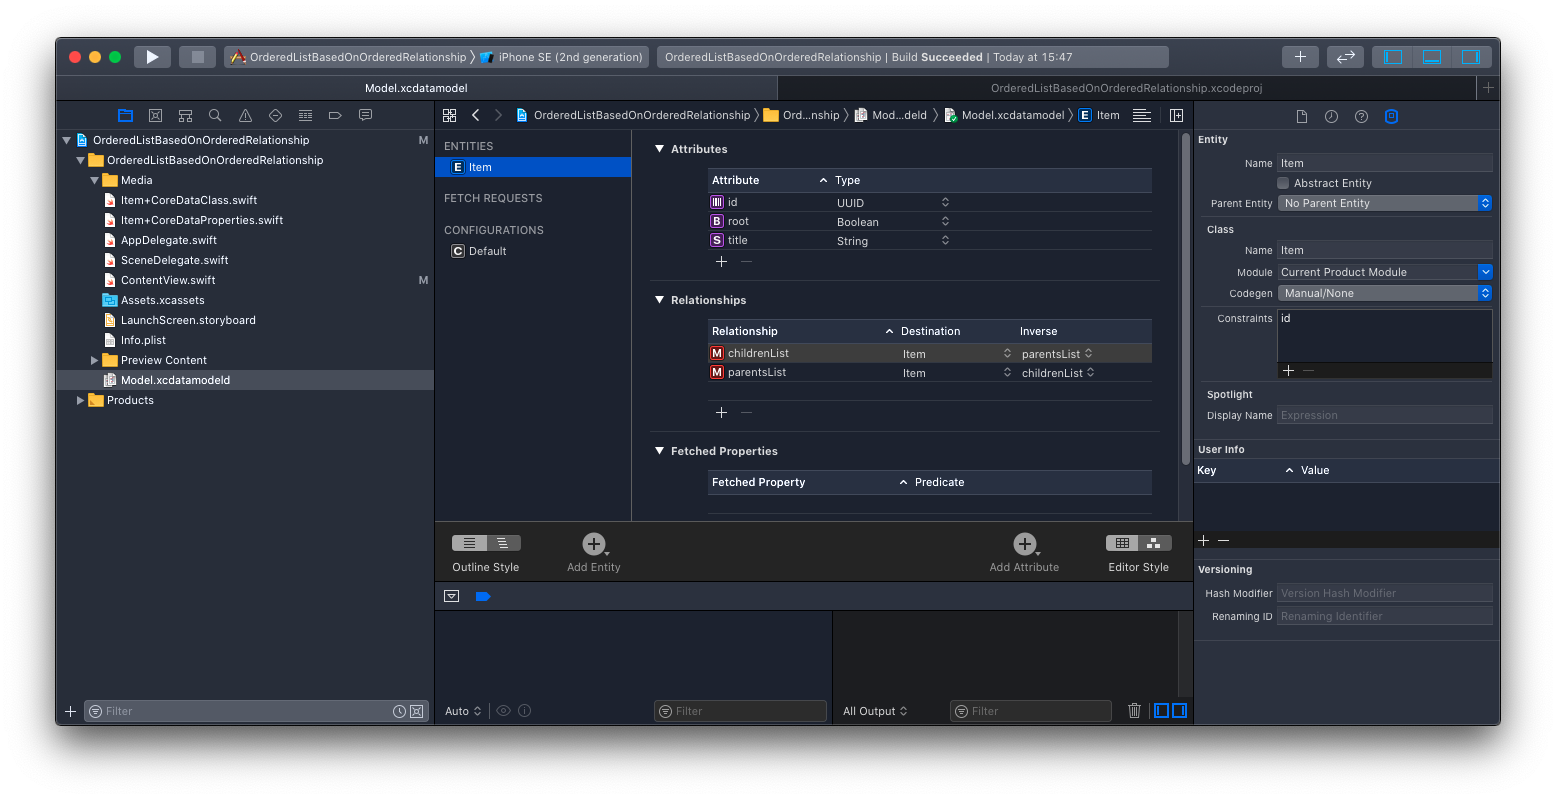 OrderedListBasedOnOrderedRelationship 〉 iPhone SE (2nd generation)
OrderedListBasedOnOrderedRelationship | Build Succeeded | Today at 15:47
Model.xcdatamodel
OrderedListBasedOnOrderedRelationship.xcodeproj
OrderedListBasedOnOrderedRelationship 〉 Ord...nship 〉 Mod...deld 〉 Model.xcdatamodel 〉 E Item
OrderedListBasedOnOrderedRelationship M
OrderedListBasedOnOrderedRelationship
Media
Item+CoreDataClass.swift
Item+CoreDataProperties.swift
AppDelegate.swift
SceneDelegate.swift
ContentView.swift M
Assets.xcassets
LaunchScreen.storyboard
Info.plist
Preview Content
Model.xcdatamodeld
Products
Filter
ENTITIES
E Item
FETCH REQUESTS
CONFIGURATIONS
C Default
Attributes
Attribute Type
id UUID
B root Boolean
S title String
Relationships
Relationship Destination Inverse
M childrenList Item parentsList
M parentsList Item childrenList
Fetched Properties
Fetched Property Predicate
Outline Style
Add Entity
Add Attribute
Editor Style
Auto
Filter
All Output
Filter
Entity
Name Item
Abstract Entity
Parent Entity No Parent Entity
Class
Name Item
Module Current Product Module
Codegen Manual/None
Constraints id
Spotlight
Display Name Expression
User Info
Key Value
Versioning
Hash Modifier Version Hash Modifier
Renaming ID Renaming Identifier